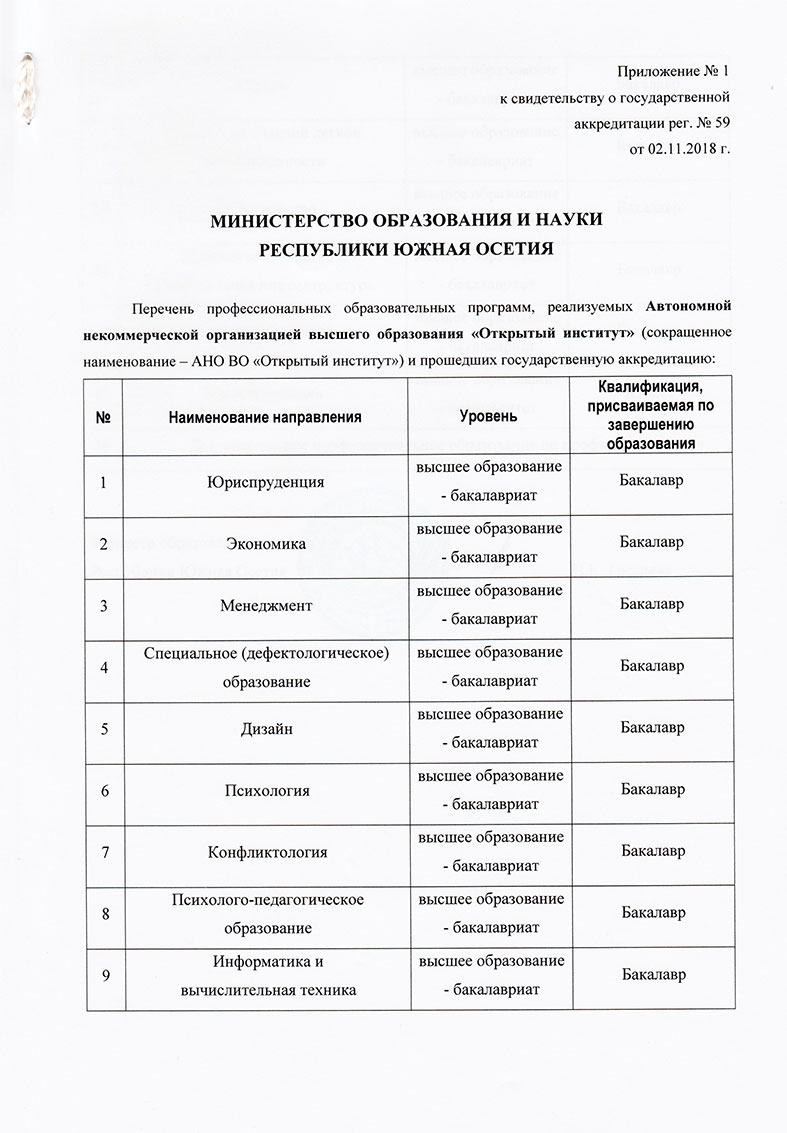 Приложение № 1
к свидетельству о государственной
аккредитации рег. № 59
от 02.11.2018 г.
МИНИСТЕРСТВО ОБРАЗОВАНИЯ И НАУКИ
РЕСПУБЛИКИ ЮЖНАЯ ОСЕТИЯ
Перечень профессиональных образовательных программ, реализуемых Автономной
некоммерческой организацией высшего образования «Открытый институт» (сокращенное
наименование – АНО ВО «Открытый институт») и прошедших государственную аккредитацию:
№ Наименование направления Уровень Квалификация, присваиваемая по завершению образования
1 Юриспруденция высшее образование - бакалавриат Бакалавр
2 Экономика высшее образование - бакалавриат Бакалавр
3 Менеджмент высшее образование - бакалавриат Бакалавр
4 Специальное (дефектологическое) образование высшее образование - бакалавриат Бакалавр
5 Дизайн высшее образование - бакалавриат Бакалавр
6 Психология высшее образование - бакалавриат Бакалавр
7 Конфликтология высшее образование - бакалавриат Бакалавр
8 Психолого-педагогическое образование высшее образование - бакалавриат Бакалавр
9 Информатика и вычислительная техника высшее образование - бакалавриат Бакалавр